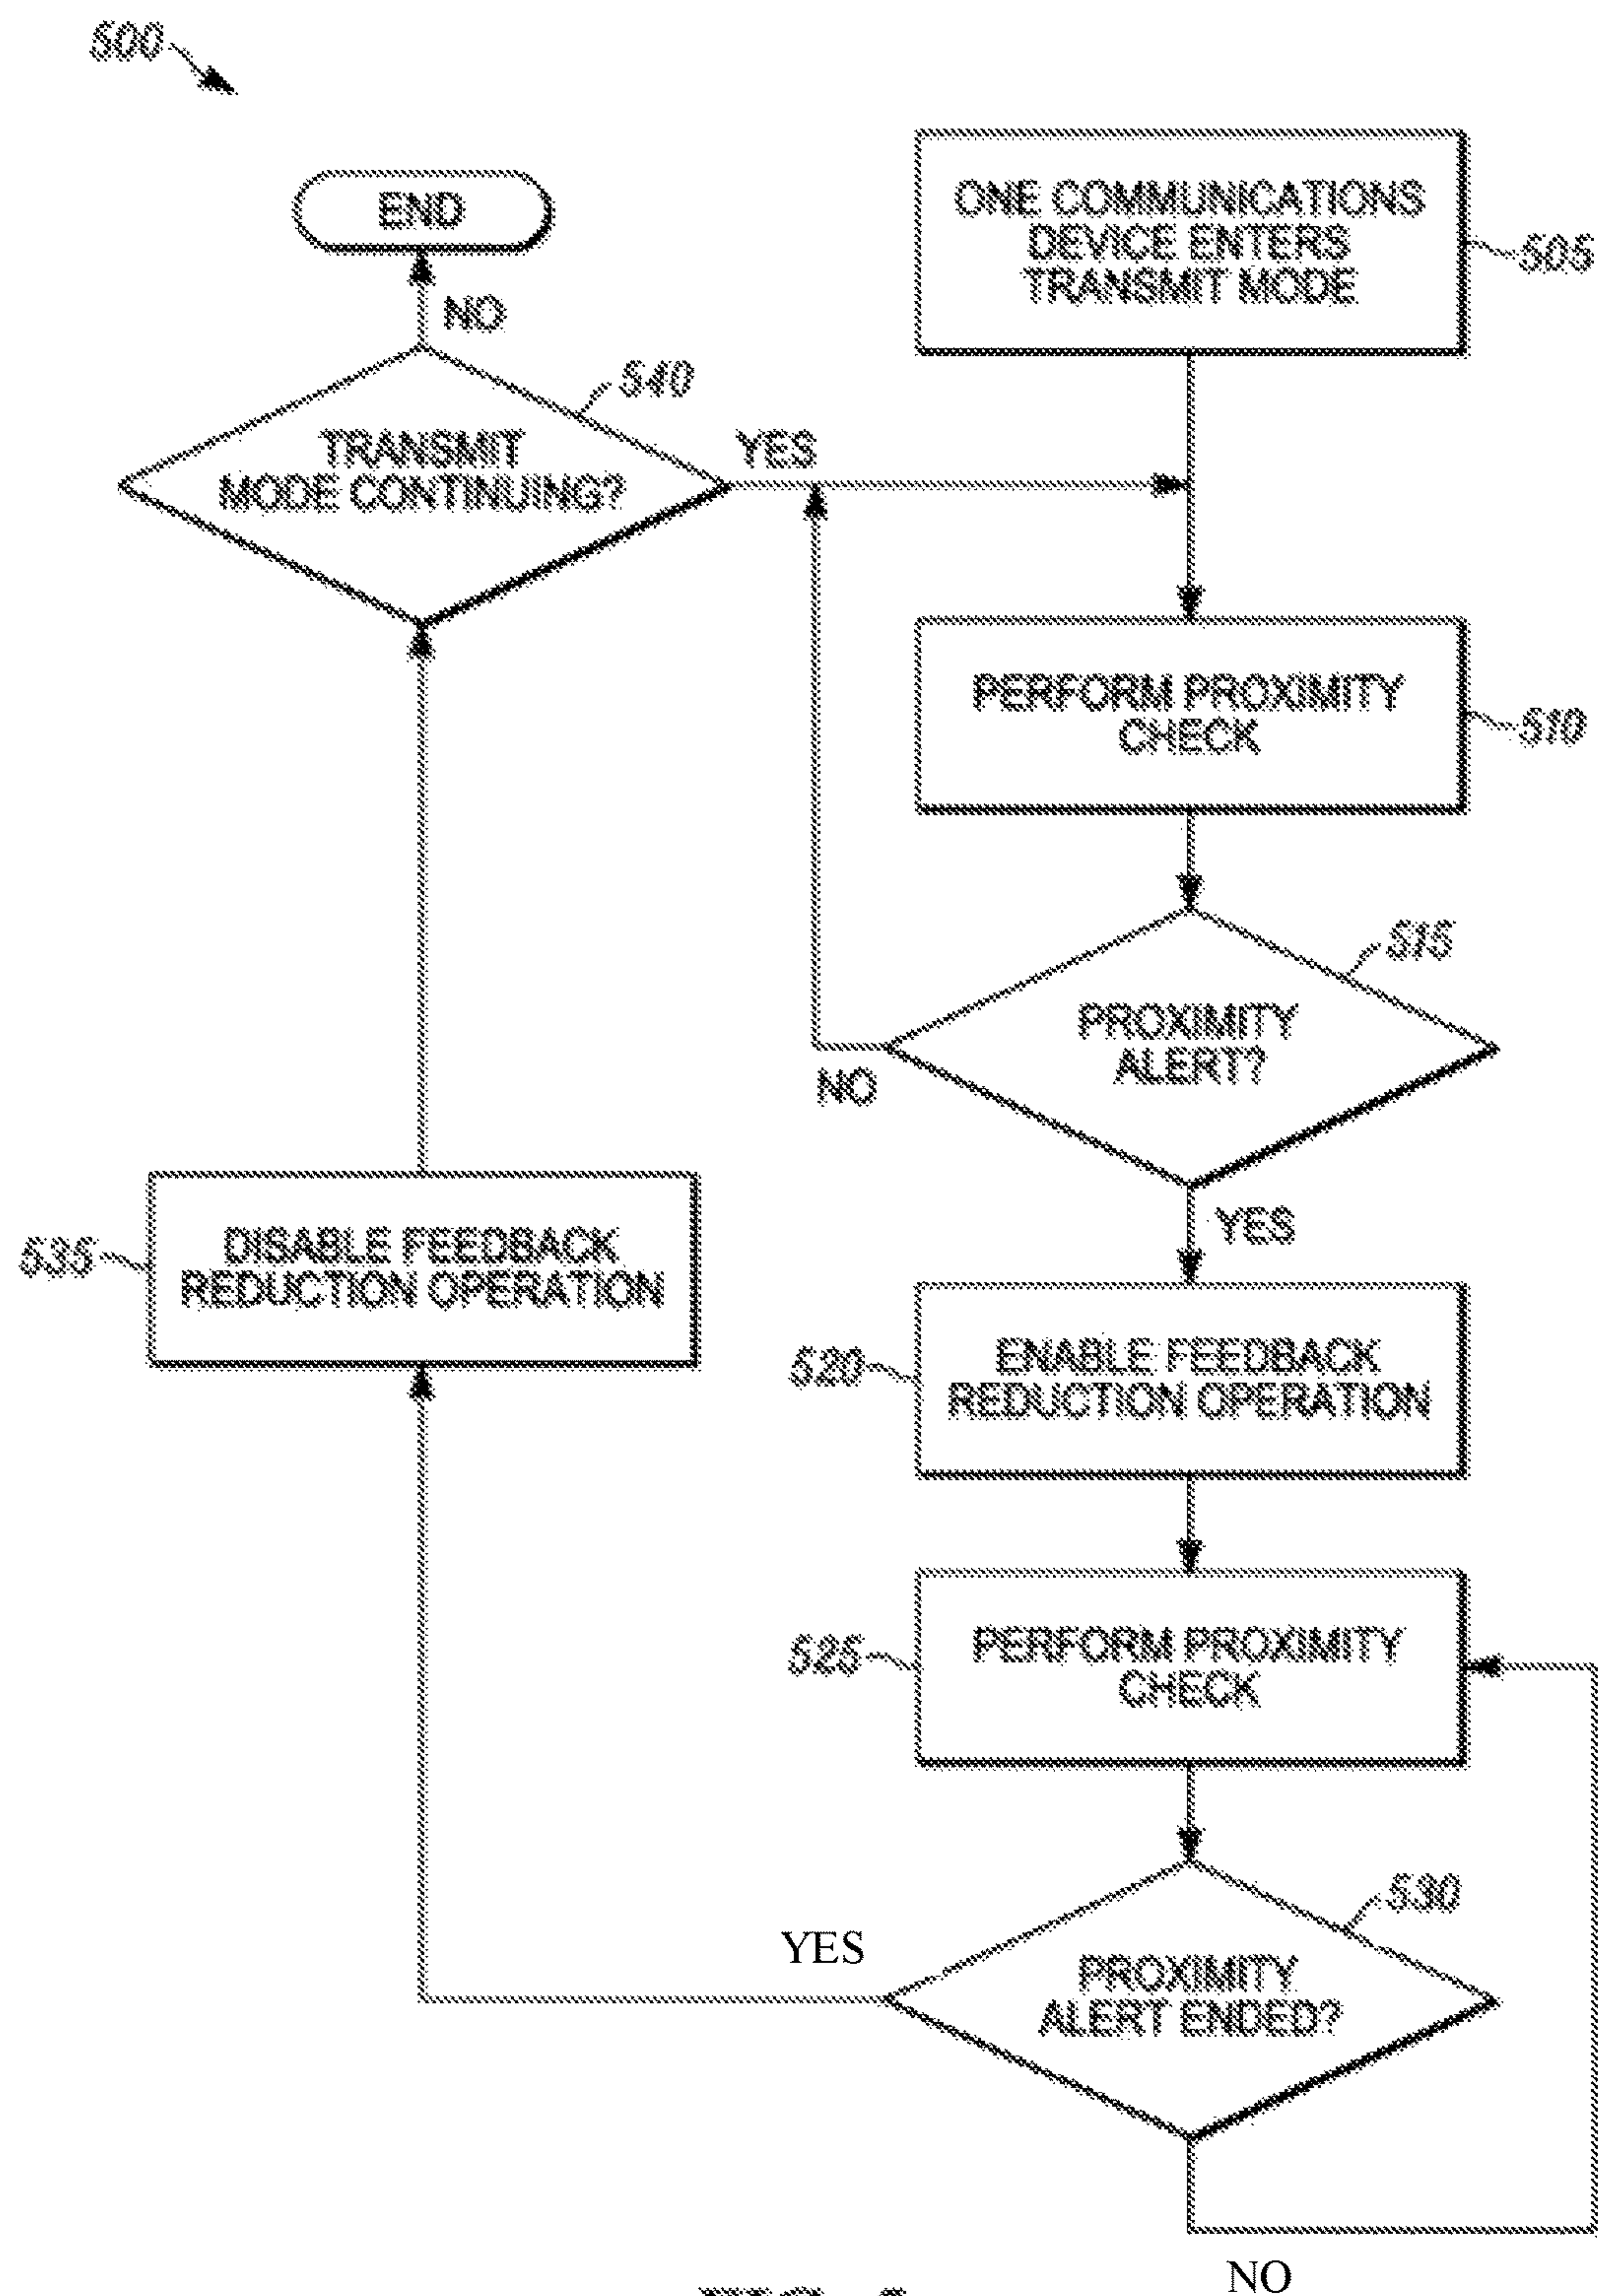 500
END
NO
ONE COMMUNICATIONS
DEVICE ENTERS
TRANSMIT MODE
505
540
TRANSMIT
MODE CONTINUING?
YES
PERFORM PROXIMITY
CHECK
510
515
PROXIMITY
ALERT?
NO
YES
535
DISABLE FEEDBACK
REDUCTION OPERATION
520
ENABLE FEEDBACK
REDUCTION OPERATION
525
PERFORM PROXIMITY
CHECK
530
YES
PROXIMITY
ALERT ENDED?
NO